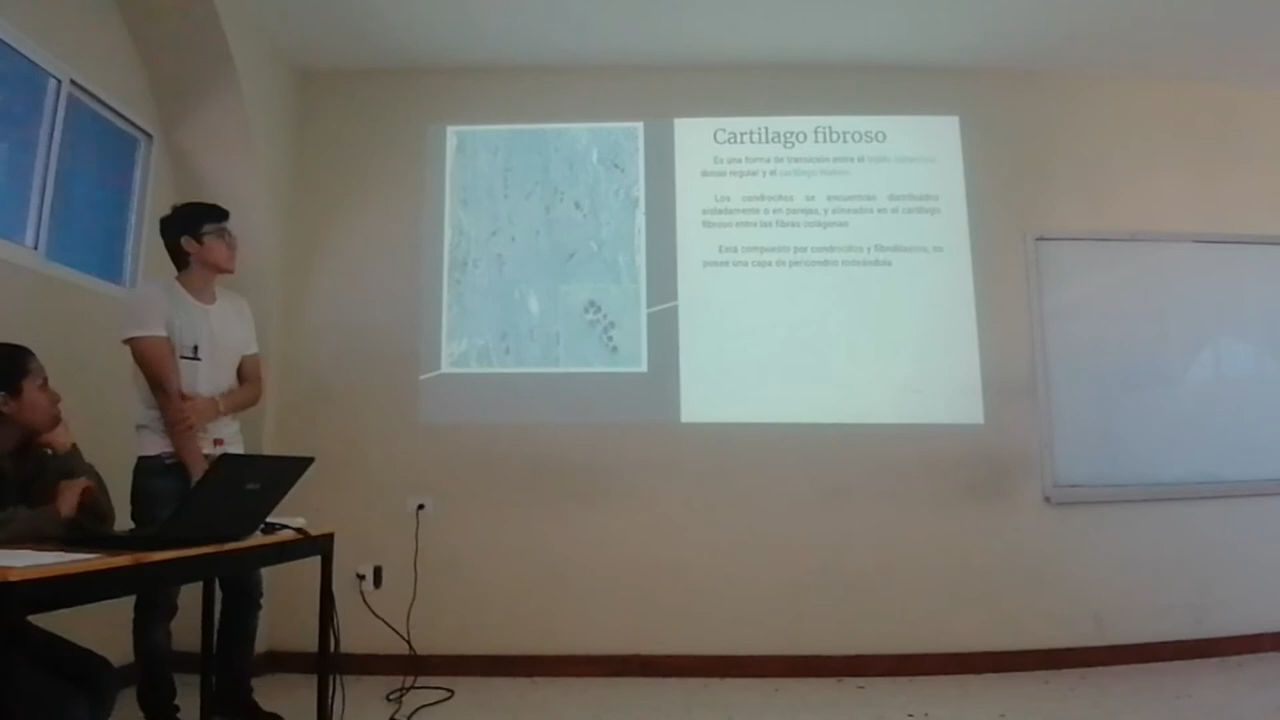 Cartilago fibroso
Es una forma de transición entre el tejido conectivo
denso regular y el cartílago hialino.
Los condrocitos se encuentran distribuidos
aisladamente o en parejas, y alineados en el cartílago
fibroso entre las fibras colágenas
Está compuesto por condrocitos y fibroblastos, no
posee una capa de pericondrio rodeándola